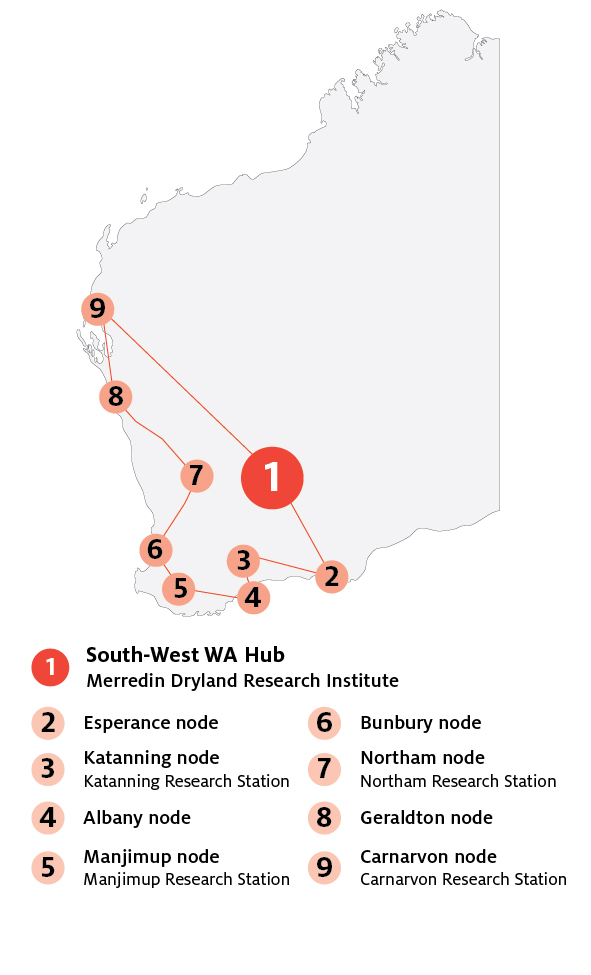 9
8
7
1
6
3
2
5
4
1 South-West WA Hub
Merredin Dryland Research Institute
2 Esperance node
3 Katanning node
Katanning Research Station
4 Albany node
5 Manjimup node
Manjimup Research Station
6 Bunbury node
7 Northam node
Northam Research Station
8 Geraldton node
9 Carnarvon node
Carnarvon Research Station